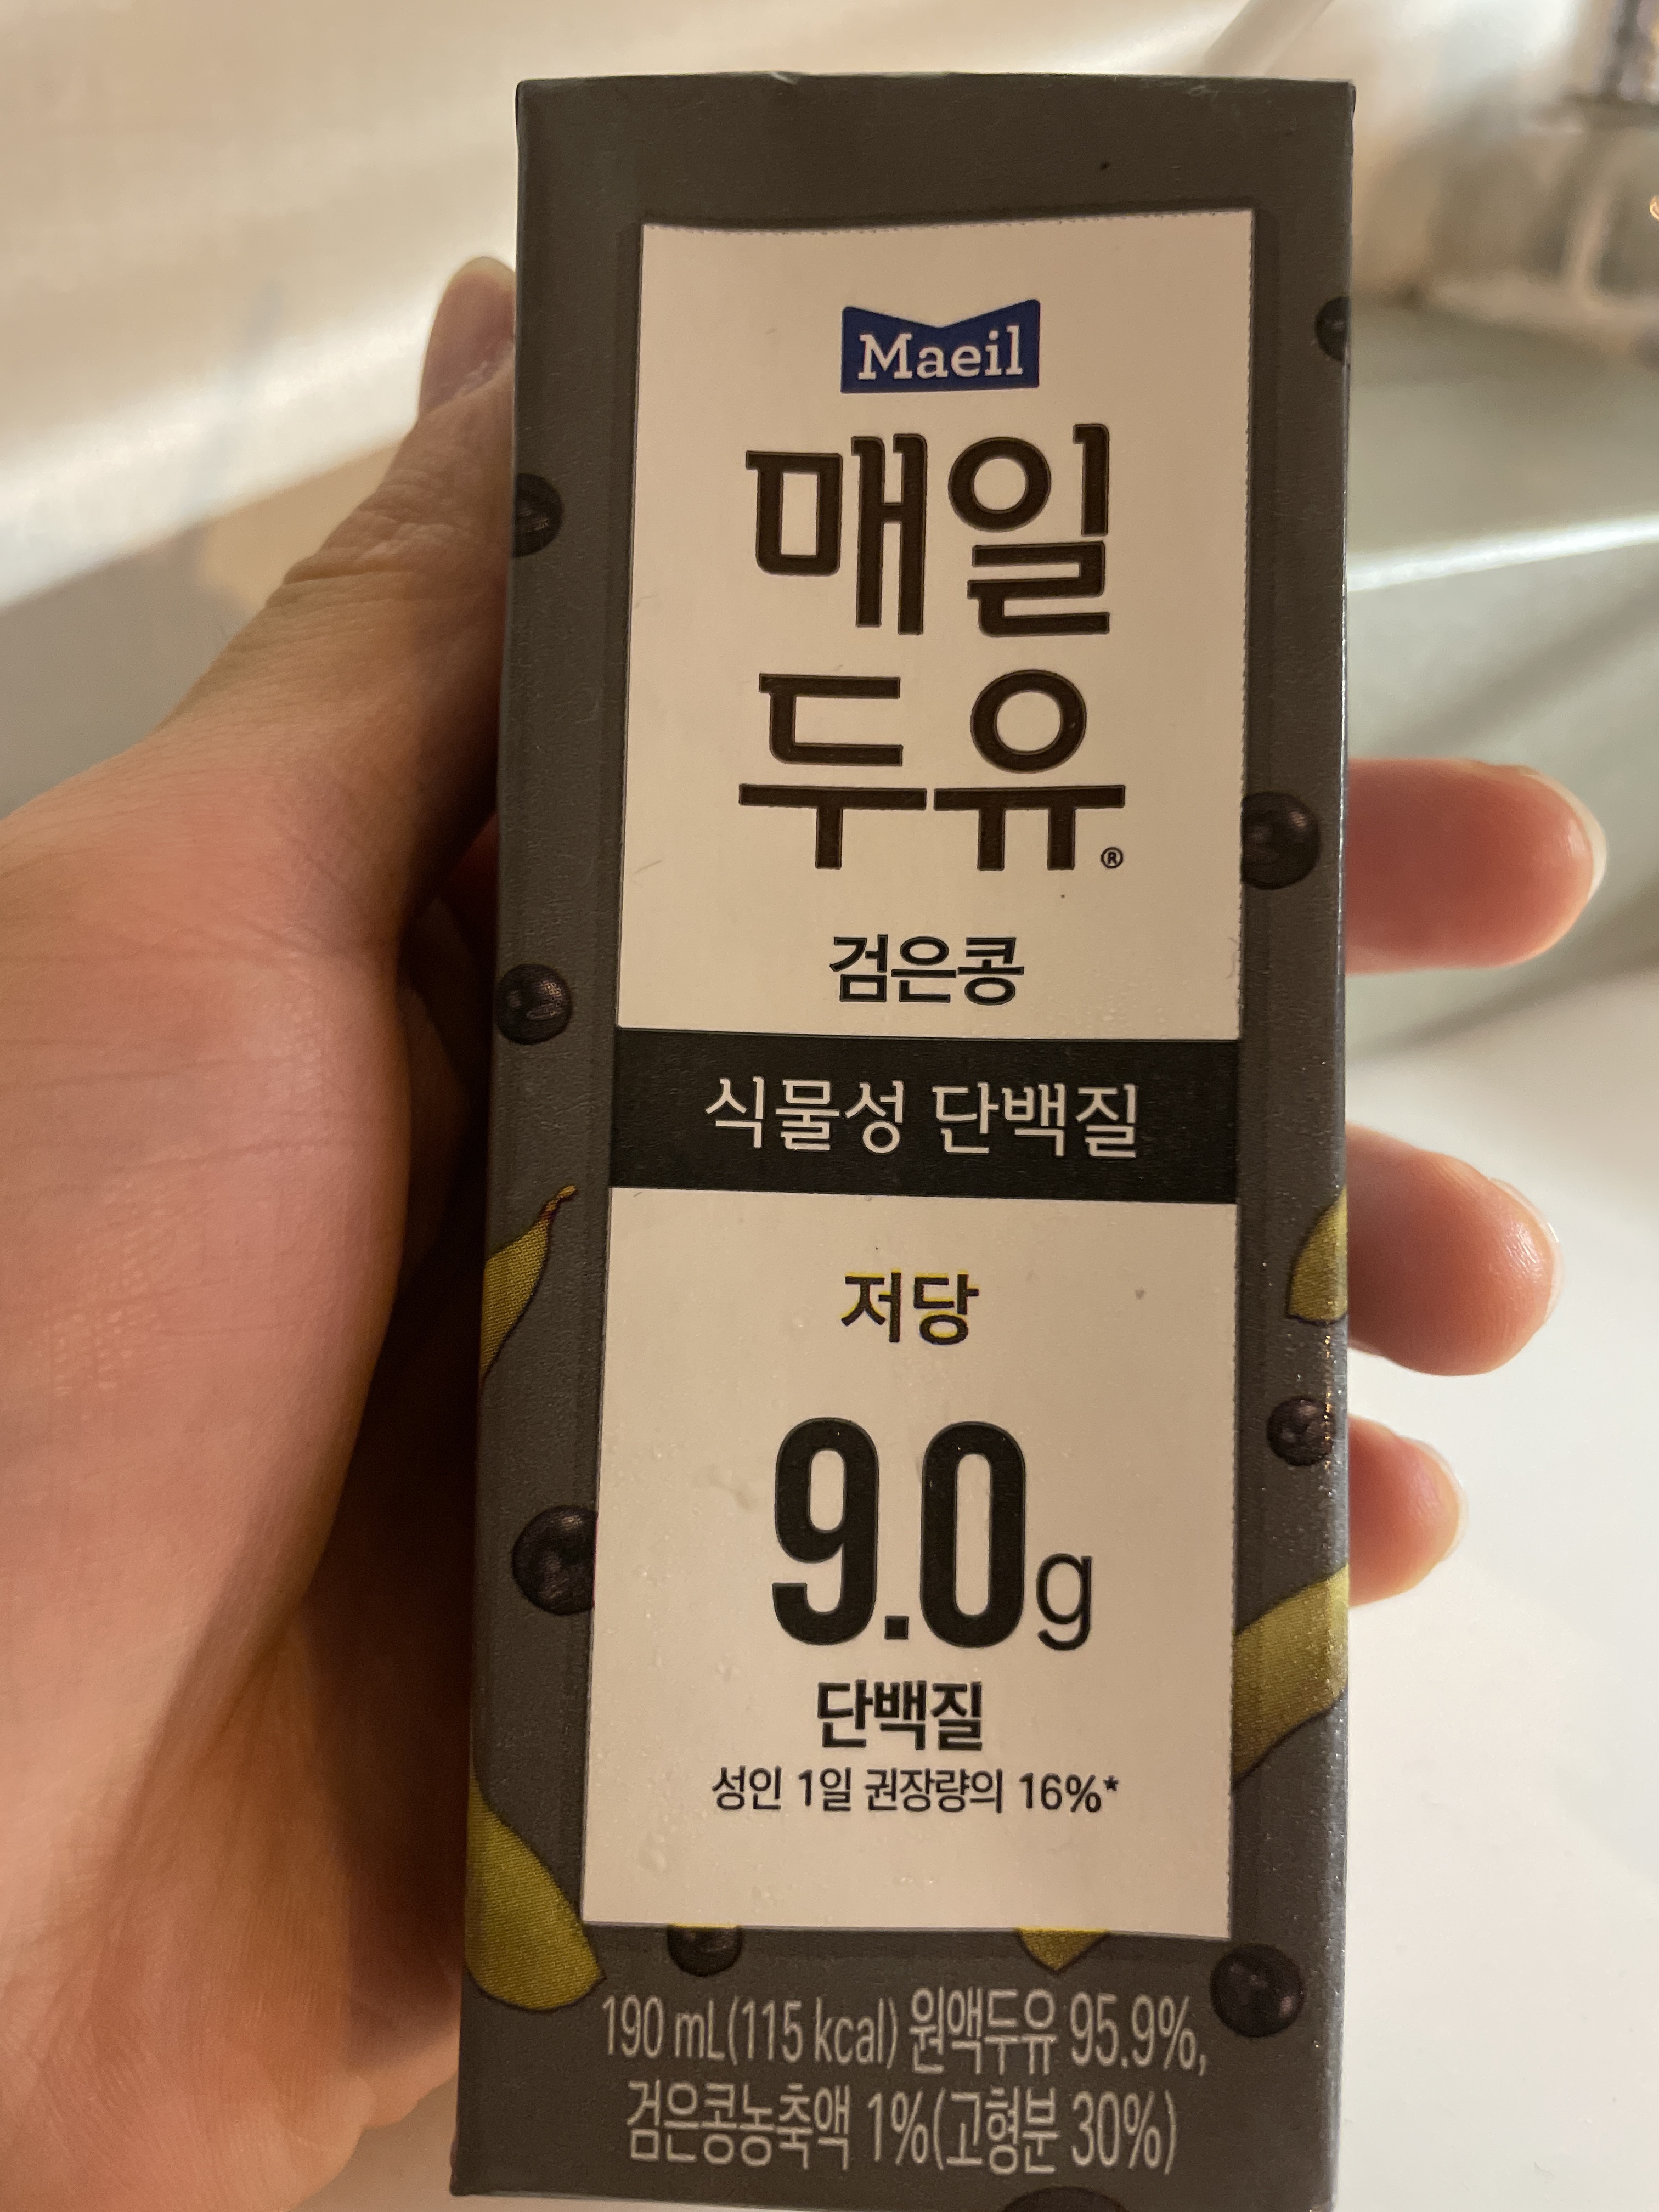 Maeil
매일
두유®
검은콩
식물성 단백질
저당
9.0g
단백질
성인 1일 권장량의 16%*
190 mL(115 kcal) 원액두유 95.9%,
검은콩농축액 1%(고형분 30%)